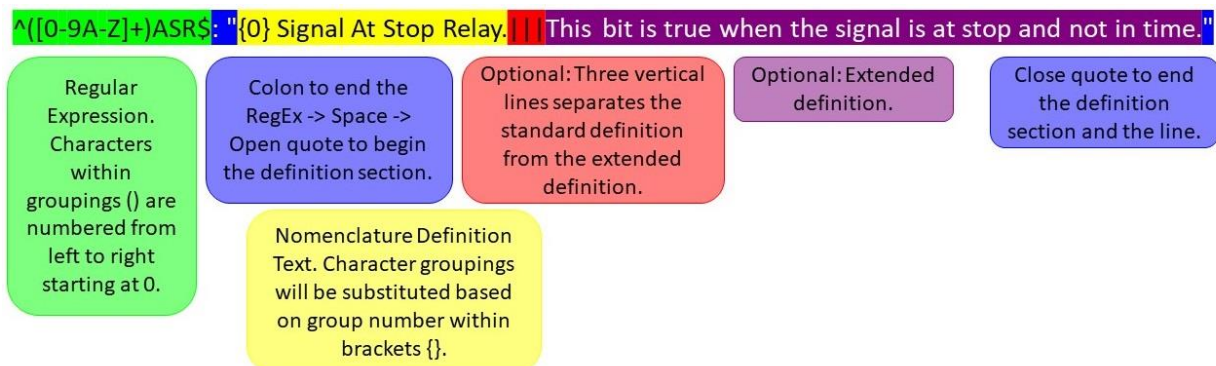 ^([0-9A-Z]+)ASR$: "{0} Signal At Stop Relay.|||This bit is true when the signal is at stop and not in time."
Regular
Expression.
Characters
within
groupings () are
numbered from
left to right
starting at 0.
Colon to end the
RegEx -> Space ->
Open quote to begin
the definition section.
Optional: Three vertical
lines separates the
standard definition
from the extended
definition.
Optional: Extended
definition.
Close quote to end
the definition
section and the line.
Nomenclature Definition
Text. Character groupings
will be substituted based
on group number within
brackets {}.